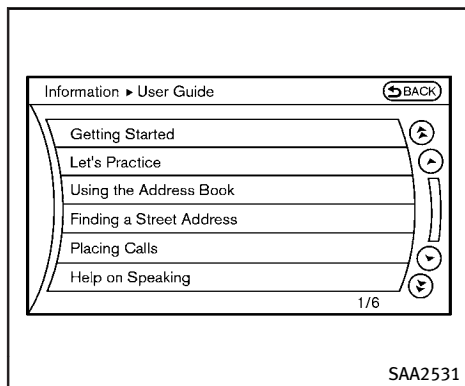 Information ▸ User Guide
BACK
Getting Started
Let's Practice
Using the Address Book
Finding a Street Address
Placing Calls
Help on Speaking
1/6
SAA2531